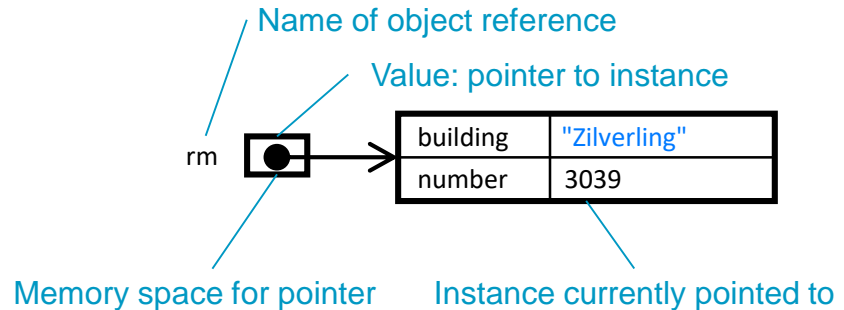 Name of object reference
Value: pointer to instance
rm
building "Zilverling"
number 3039
Memory space for pointer
Instance currently pointed to